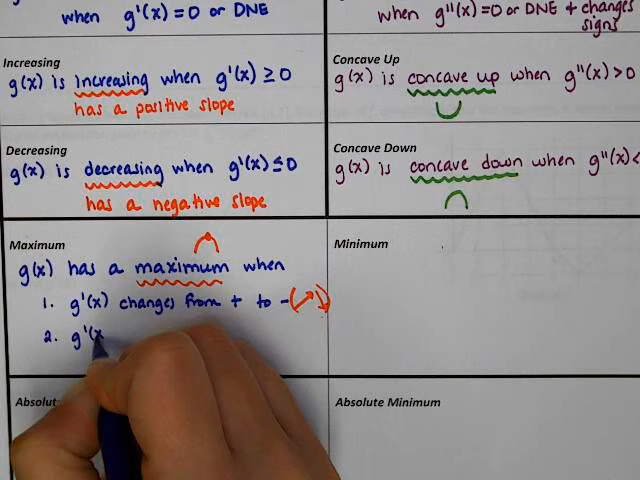 when g'(x)=0 or DNE
when g"(x)=0 or DNE + changes
signs
Increasing
g(x) is increasing when g'(x) ≥ 0
has a positive slope
Concave Up
g(x) is concave up when g"(x) > 0
Decreasing
g(x) is decreasing when g'(x) ≤ 0
has a negative slope
Concave Down
g(x) is concave down when g"(x) <
Maximum
g(x) has a maximum when
1. g'(x) changes from + to -
2. g'(x
Minimum
Absolut
Absolute Minimum